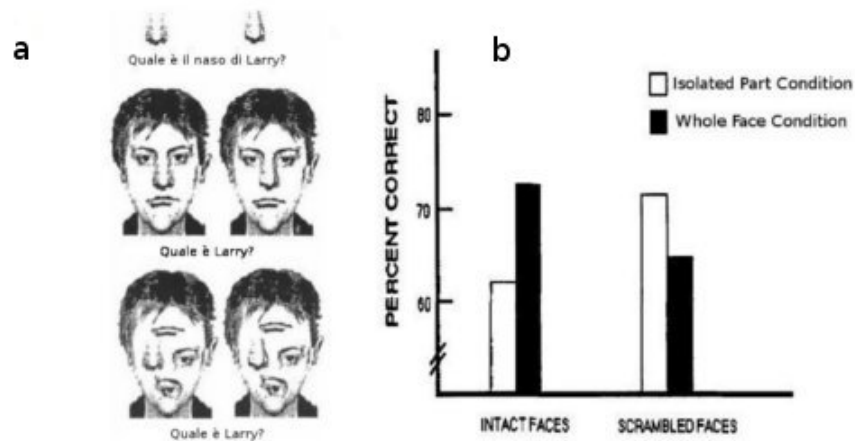 a
Quale è il naso di Larry?
Quale è Larry?
Quale è Larry?
b
Isolated Part Condition
Whole Face Condition
PERCENT CORRECT
80
70
60
INTACT FACES
SCRAMBLED FACES